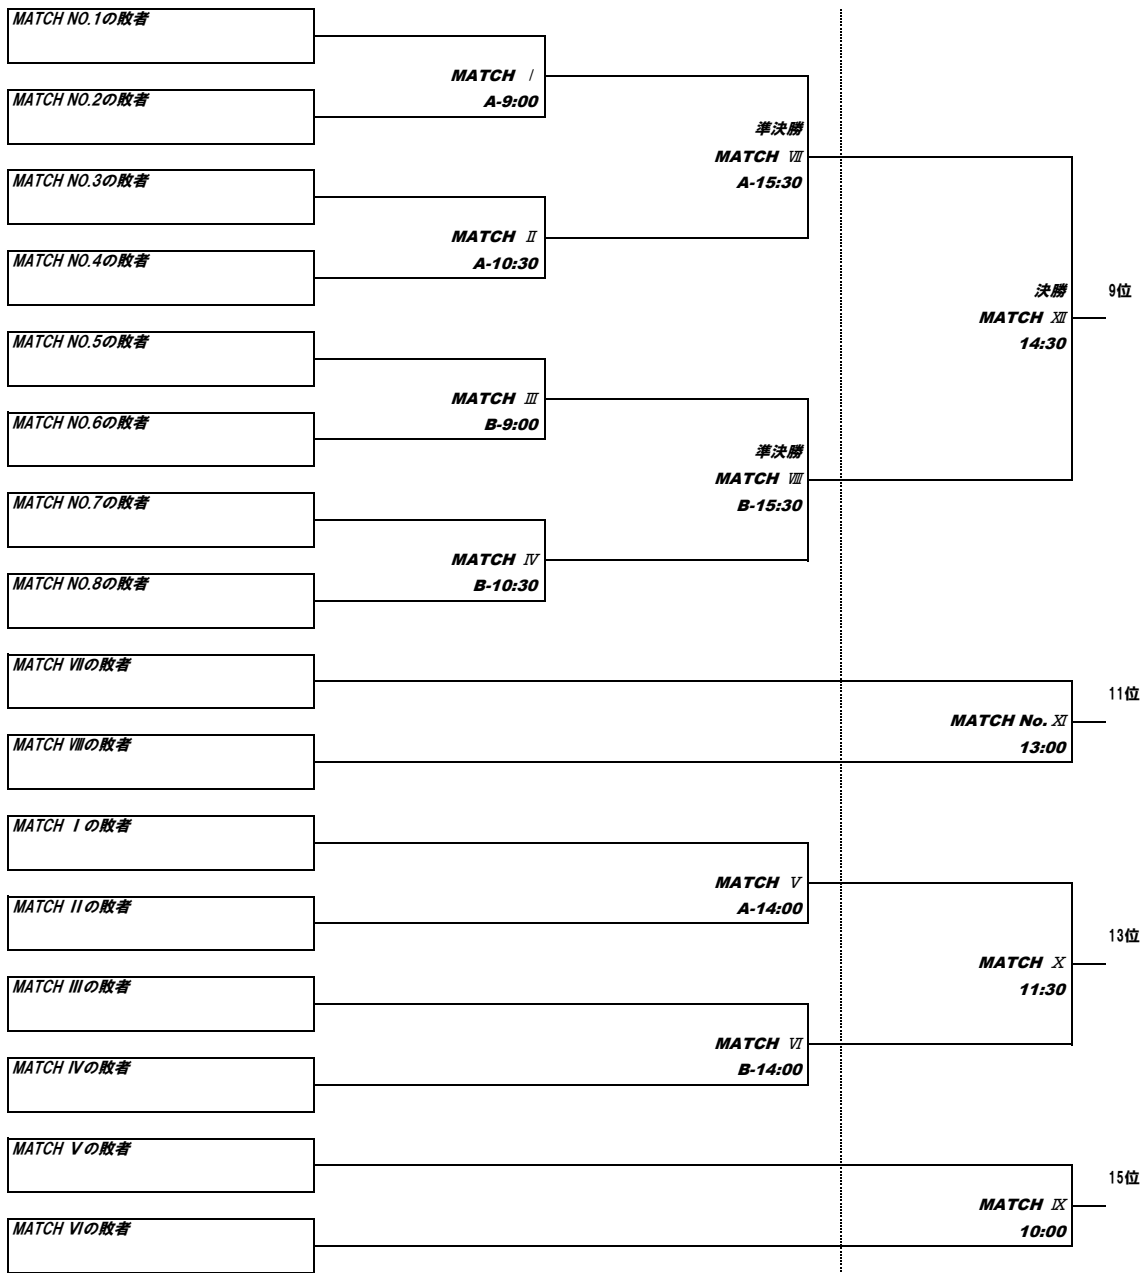 MATCH NO.1の敗者
MATCH Ⅰ
A-9:00
MATCH NO.2の敗者
準決勝
MATCH Ⅶ
A-15:30
MATCH NO.3の敗者
MATCH Ⅱ
A-10:30
MATCH NO.4の敗者
決勝
MATCH Ⅻ
14:30
9位
MATCH NO.5の敗者
MATCH Ⅲ
B-9:00
MATCH NO.6の敗者
準決勝
MATCH Ⅷ
B-15:30
MATCH NO.7の敗者
MATCH Ⅳ
B-10:30
MATCH NO.8の敗者
MATCH Ⅶの敗者
11位
MATCH No. Ⅺ
13:00
MATCH Ⅷの敗者
MATCH Ⅰの敗者
MATCH Ⅴ
A-14:00
MATCH Ⅱの敗者
13位
MATCH Ⅹ
11:30
MATCH Ⅲの敗者
MATCH Ⅵ
B-14:00
MATCH Ⅳの敗者
MATCH Ⅴの敗者
15位
MATCH Ⅸ
10:00
MATCH Ⅵの敗者